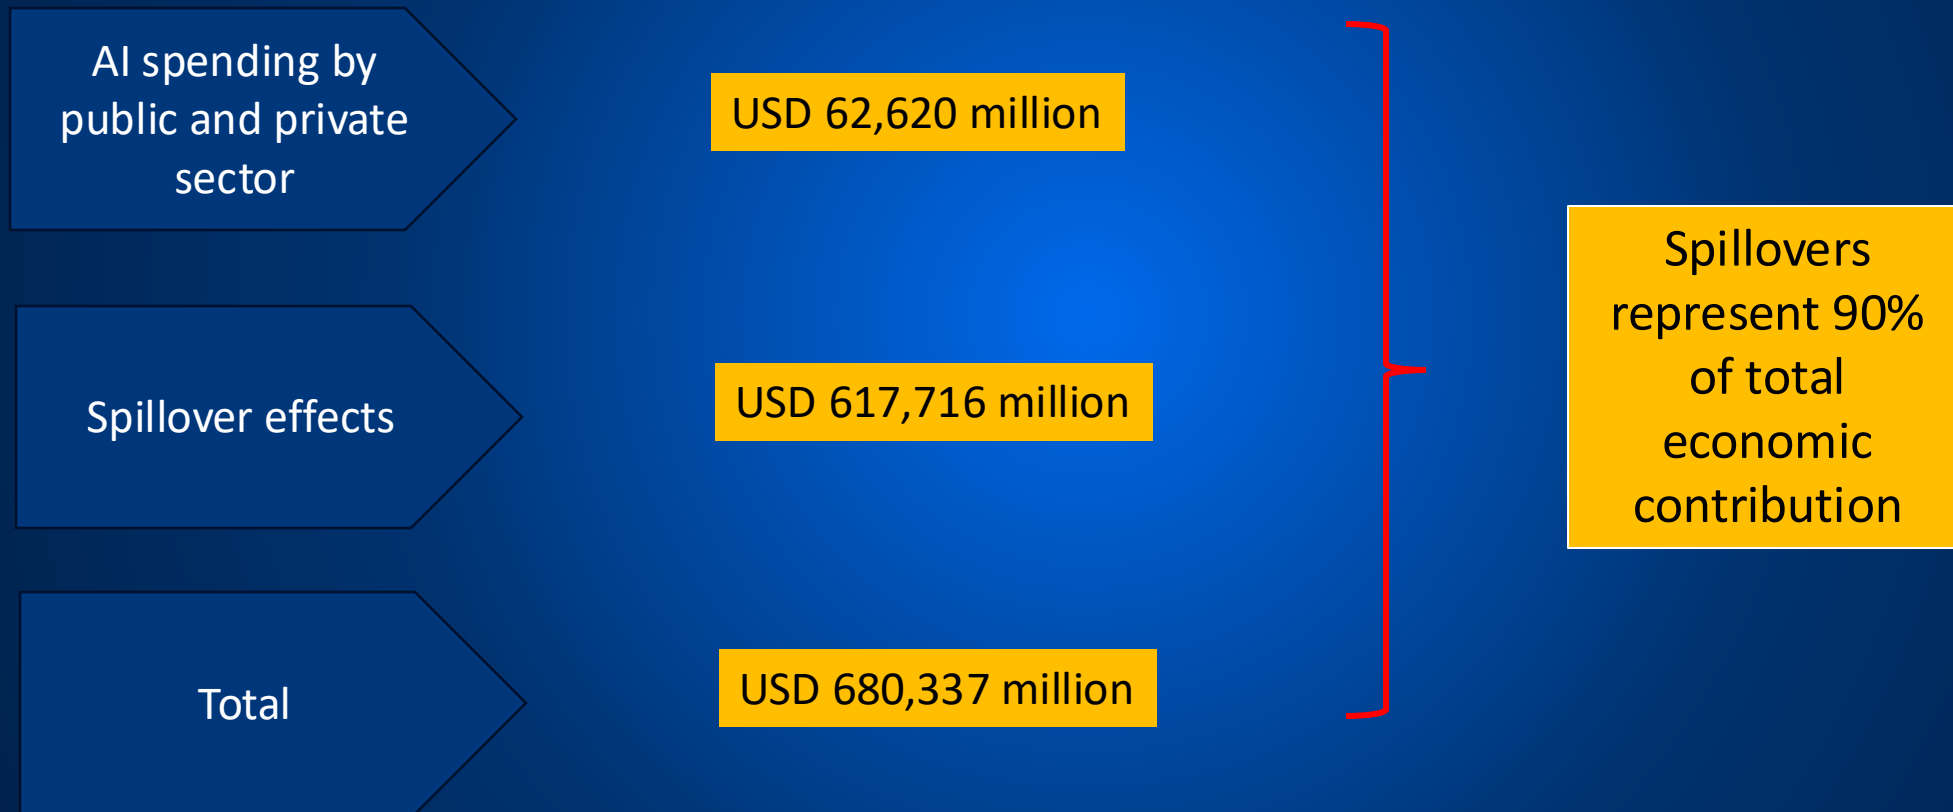 AI spending by
public and private
sector
USD 62,620 million
Spillover effects
USD 617,716 million
Total
USD 680,337 million
Spillovers
represent 90%
of total
economic
contribution